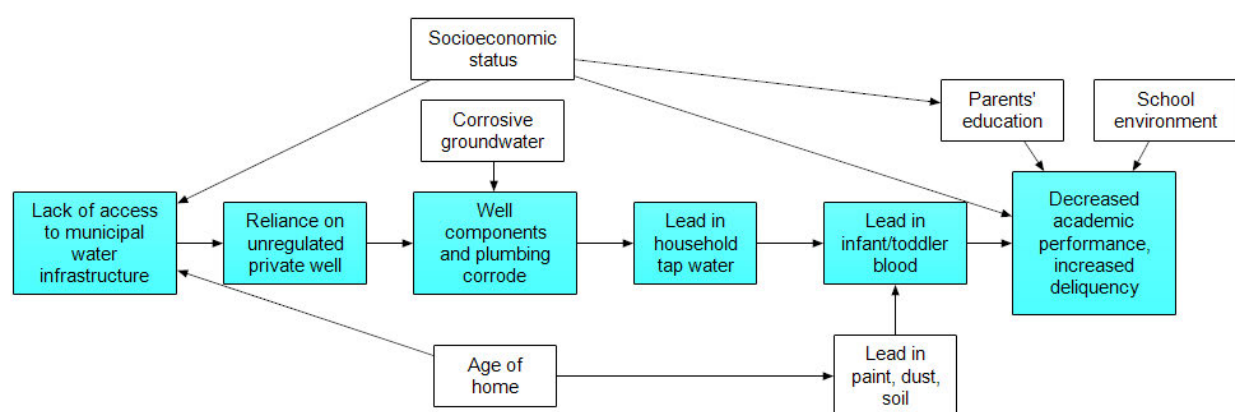 Socioeconomic
status
Parents'
education
School
environment
Corrosive
groundwater
Lack of access
to municipal
water
infrastructure
Reliance on
unregulated
private well
Well
components
and plumbing
corrode
Lead in
household
tap water
Lead in
infant/toddler
blood
Decreased
academic
performance,
increased
deliquency
Age of
home
Lead in
paint, dust,
soil